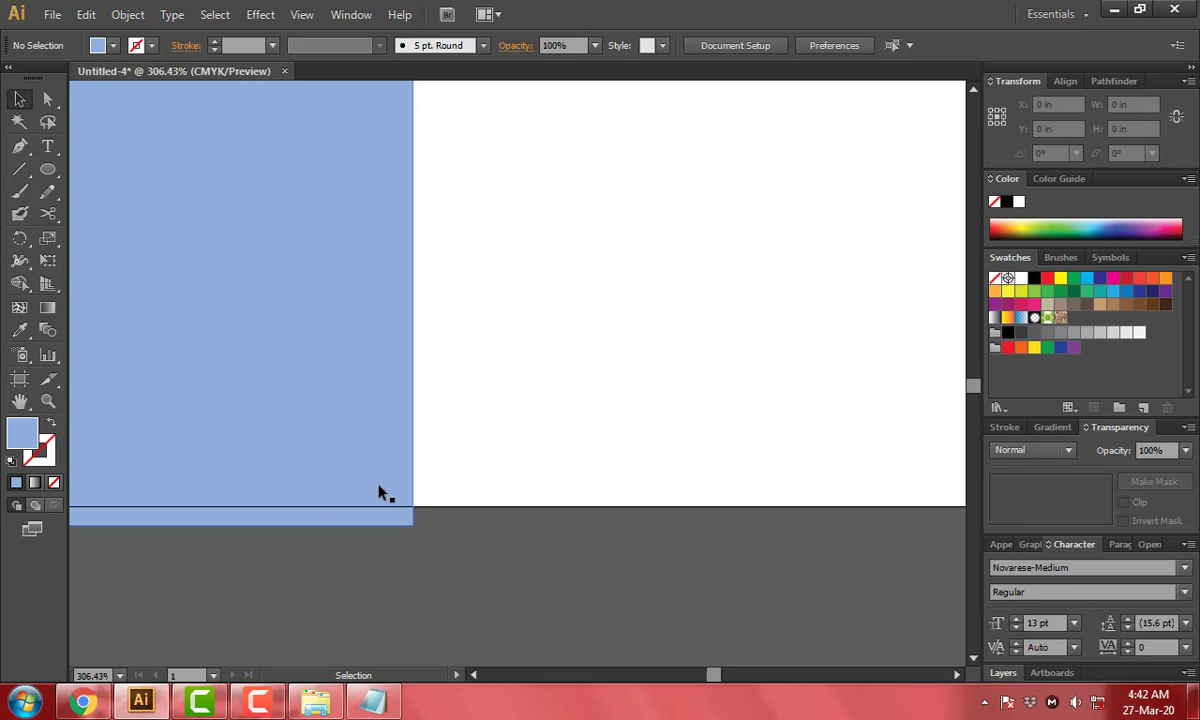 Ai File Edit Object Type Select Effect View Window Help Br Essentials
No Selection Stroke: 5 pt. Round Opacity: 100% Style: Document Setup Preferences
Untitled-4* @ 306.43% (CMYK/Preview)
Transform Align Pathfinder
X: 0 in W: 0 in
Y: 0 in H: 0 in
0° 0°
Color Color Guide
Swatches Brushes Symbols
Stroke Gradient Transparency
Normal Opacity: 100%
Make Mask
Clip
Invert Mask
Appe Graph Character Parag Open
Novarese-Medium
Regular
13 pt (15.6 pt)
Auto 0
Layers Artboards
306.43% 1 Selection
Ai
4:42 AM
27-Mar-20